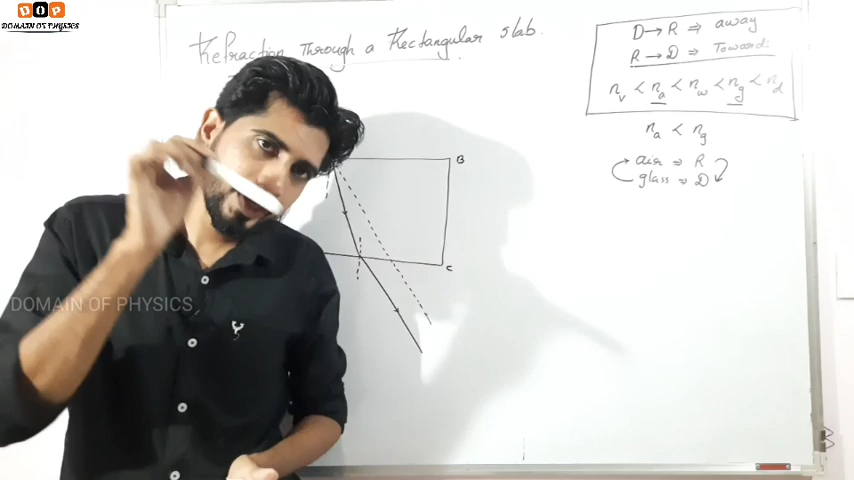 DOP
DOMAIN OF PHYSICS
Refraction Through a Rectangular slab.
D → R ⇒ away
R → D ⇒ Towards
n_v < n_a < n_w < n_g < n_d
n_a < n_g
air ⇒ R
glass ⇒ D
B
C
DOMAIN OF PHYSICS